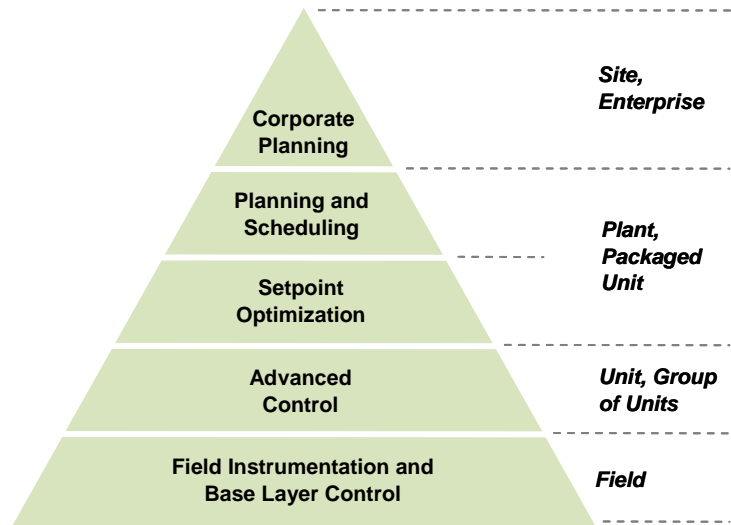 Corporate
Planning
Site,
Enterprise
Planning and
Scheduling
Setpoint
Optimization
Plant,
Packaged
Unit
Advanced
Control
Unit, Group
of Units
Field Instrumentation and
Base Layer Control
Field